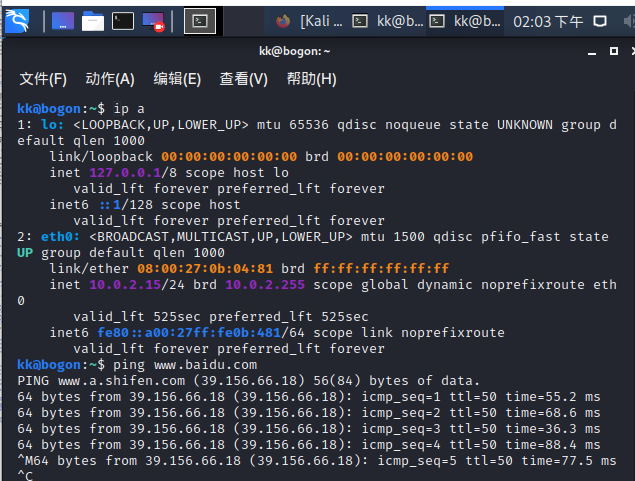 [Kali ...
kk@b...
kk@b...
02:03 下午
kk@bogon: ~
文件(F) 动作(A) 编辑(E) 查看(V) 帮助(H)
kk@bogon:~$ ip a
1: lo: <LOOPBACK,UP,LOWER_UP> mtu 65536 qdisc noqueue state UNKNOWN group d
efault qlen 1000
    link/loopback 00:00:00:00:00:00 brd 00:00:00:00:00:00
    inet 127.0.0.1/8 scope host lo
       valid_lft forever preferred_lft forever
    inet6 ::1/128 scope host
       valid_lft forever preferred_lft forever
2: eth0: <BROADCAST,MULTICAST,UP,LOWER_UP> mtu 1500 qdisc pfifo_fast state
UP group default qlen 1000
    link/ether 08:00:27:0b:04:81 brd ff:ff:ff:ff:ff:ff
    inet 10.0.2.15/24 brd 10.0.2.255 scope global dynamic noprefixroute eth
0
       valid_lft 525sec preferred_lft 525sec
    inet6 fe80::a00:27ff:fe0b:481/64 scope link noprefixroute
       valid_lft forever preferred_lft forever
kk@bogon:~$ ping www.baidu.com
PING www.a.shifen.com (39.156.66.18) 56(84) bytes of data.
64 bytes from 39.156.66.18 (39.156.66.18): icmp_seq=1 ttl=50 time=55.2 ms
64 bytes from 39.156.66.18 (39.156.66.18): icmp_seq=2 ttl=50 time=68.6 ms
64 bytes from 39.156.66.18 (39.156.66.18): icmp_seq=3 ttl=50 time=36.3 ms
64 bytes from 39.156.66.18 (39.156.66.18): icmp_seq=4 ttl=50 time=88.4 ms
^M64 bytes from 39.156.66.18 (39.156.66.18): icmp_seq=5 ttl=50 time=77.5 ms
^C